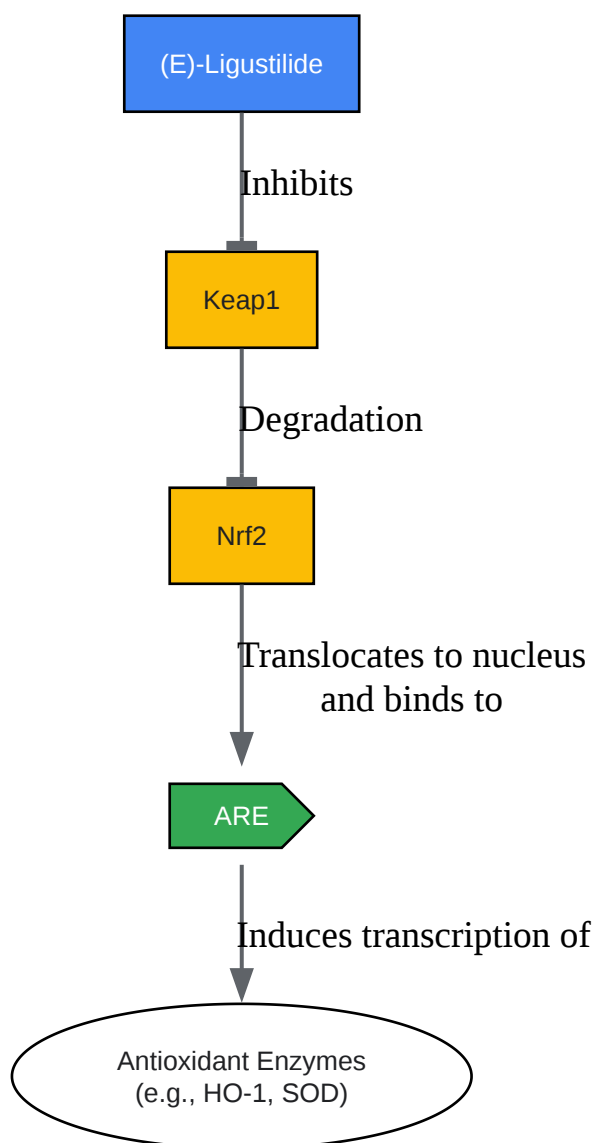 (E)-Ligustilide
Inhibits
Keap1
Degradation
Nrf2
Translocates to nucleus
and binds to
ARE
Induces transcription of
Antioxidant Enzymes
(e.g., HO-1, SOD)